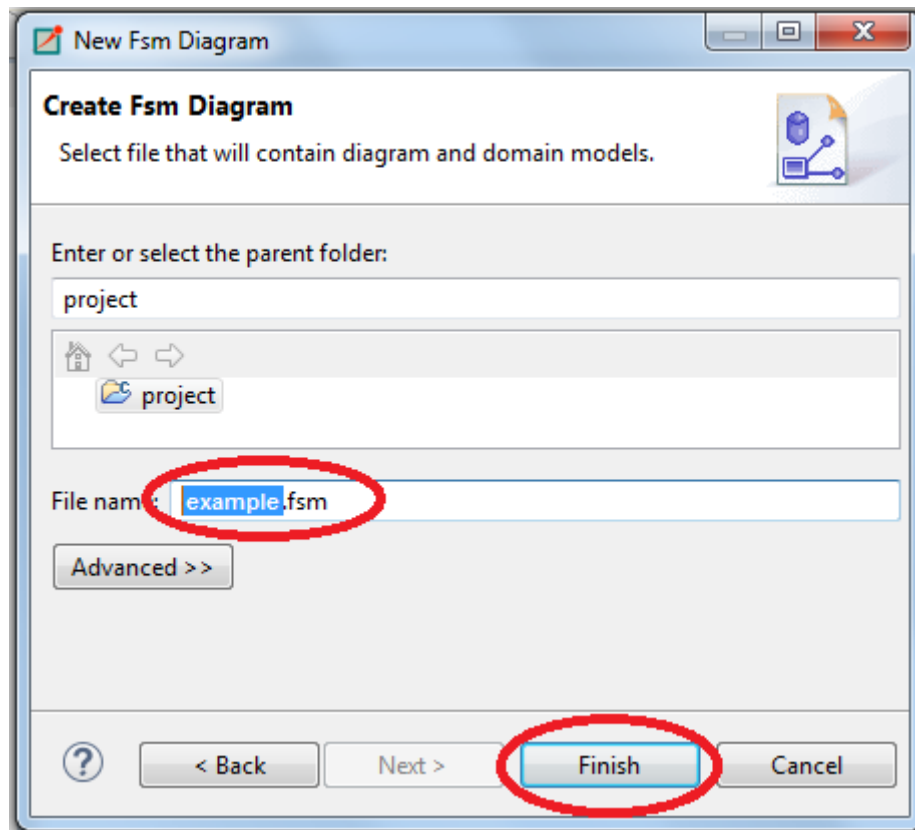 New Fsm Diagram
Create Fsm Diagram
Select file that will contain diagram and domain models.
Enter or select the parent folder:
project
project
File name: example.fsm
Advanced >>
? < Back Next > Finish Cancel